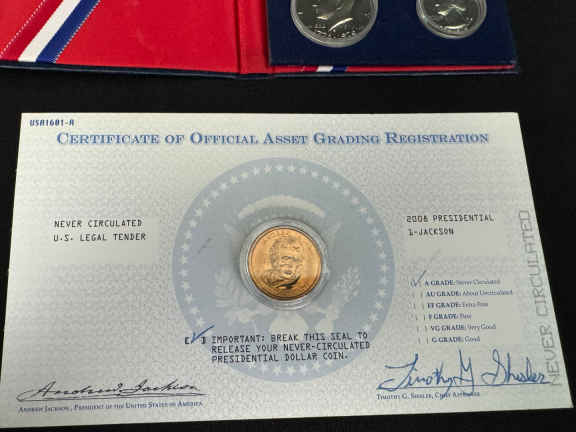 USA1601-A
CERTIFICATE OF OFFICIAL ASSET GRADING REGISTRATION
NEVER CIRCULATED
U.S. LEGAL TENDER
2008 PRESIDENTIAL
1-JACKSON
A GRADE: Never Circulated
AU GRADE: About Uncirculated
EF GRADE: Extra Fine
F GRADE: Fine
VG GRADE: Very Good
G GRADE: Good
NEVER CIRCULATED
[✓] IMPORTANT: BREAK THIS SEAL TO
RELEASE YOUR NEVER-CIRCULATED
PRESIDENTIAL DOLLAR COIN.
Andrew Jackson
ANDREW JACKSON, PRESIDENT OF THE UNITED STATES OF AMERICA
Timothy G. Shisler
TIMOTHY G. SHISLER, CHIEF APPRAISER